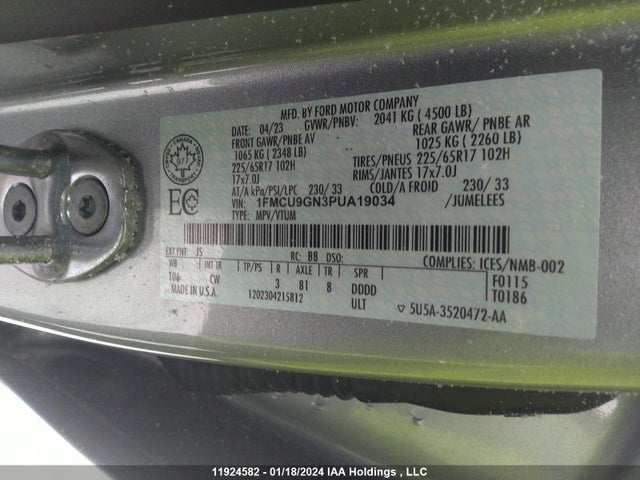 MFD. BY FORD MOTOR COMPANY
DATE: 04/23 GVWR/PNBV: 2041 KG ( 4500 LB)
FRONT GAWR/PNBE AV REAR GAWR/ PNBE AR
1065 KG ( 2348 LB) 1025 KG ( 2260 LB)
225/65R17 102H TIRES/PNEUS 225/65R17 102H
17x7.0J RIMS/JANTES 17x7.0J
AT/A kPa/PSI/LPC 230/ 33 COLD/A FROID 230/ 33
VIN: 1FMCU9GN3PUA19034 /JUMELEES
TYPE: MPV/VTUM
CANADA
977
TRANSPORT
EC
EXT PNT: JS RC: B8 DSO: COMPLIES: ICES/NMB-002
WB INT TR TP/PS R AXLE TR SPR F0115
106 CW 3 81 8 DDDD T0186
MADE IN U.S.A. 1202304215812 ULT ▽ 5U5A-3520472-AA
11924582 - 01/18/2024 IAA Holdings , LLC